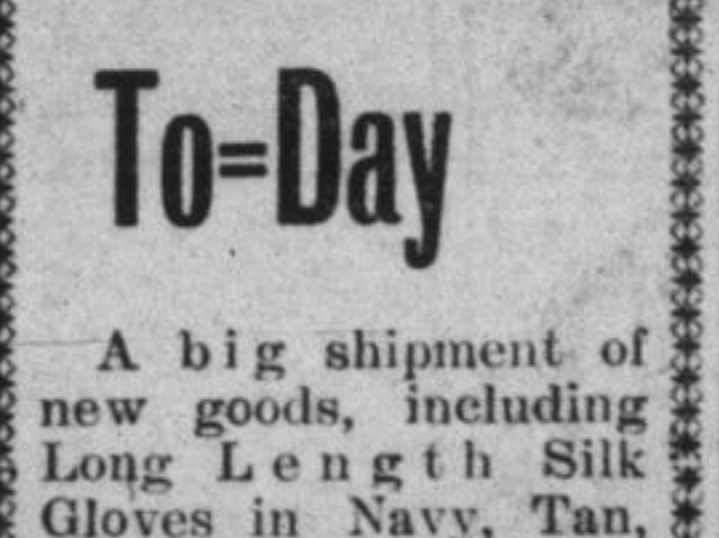 To=Day
A big shipment of
new goods, including
Long Length Silk
Gloves in Navy, Tan,